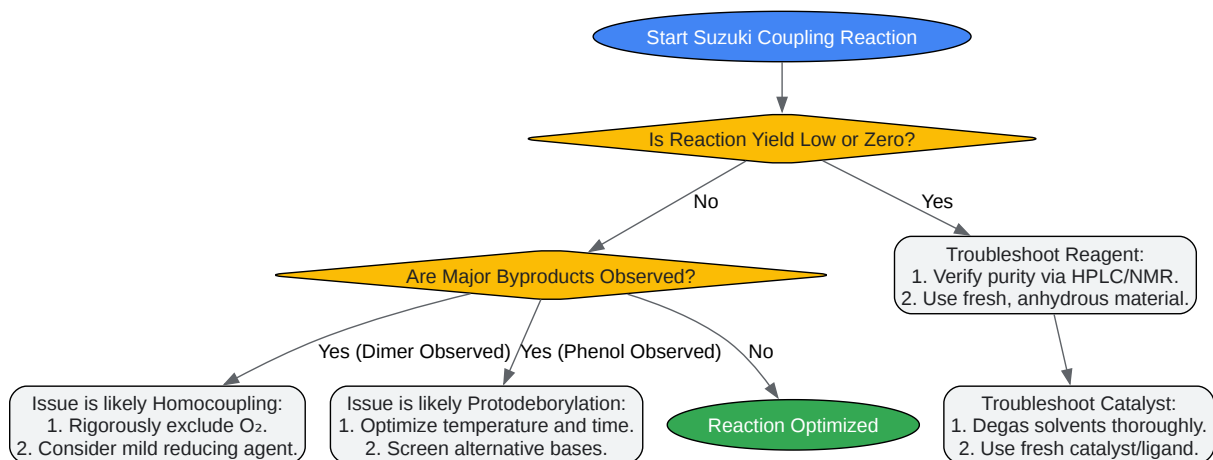 Start Suzuki Coupling Reaction
Is Reaction Yield Low or Zero?
No
Yes
Troubleshoot Reagent:
1. Verify purity via HPLC/NMR.
2. Use fresh, anhydrous material.
Are Major Byproducts Observed?
Yes (Dimer Observed)
Yes (Phenol Observed)
No
Issue is likely Homocoupling:
1. Rigorously exclude O₂.
2. Consider mild reducing agent.
Issue is likely Protodeborylation:
1. Optimize temperature and time.
2. Screen alternative bases.
Reaction Optimized
Troubleshoot Catalyst:
1. Degas solvents thoroughly.
2. Use fresh catalyst/ligand.